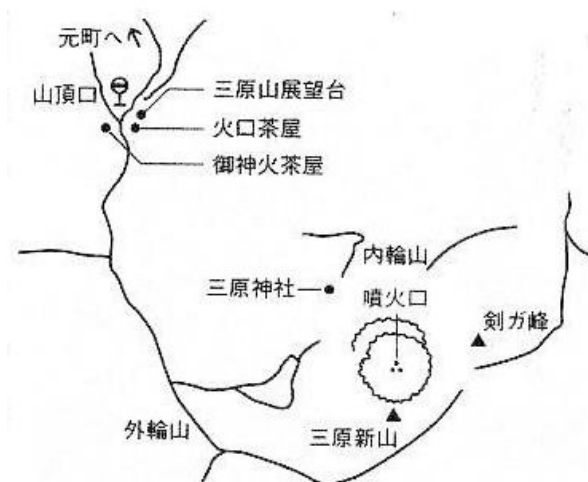 元町へ
山頂口
三原山展望台
火口茶屋
御神火茶屋
内輪山
三原神社
噴火口
剣ガ峰
三原新山
外輪山